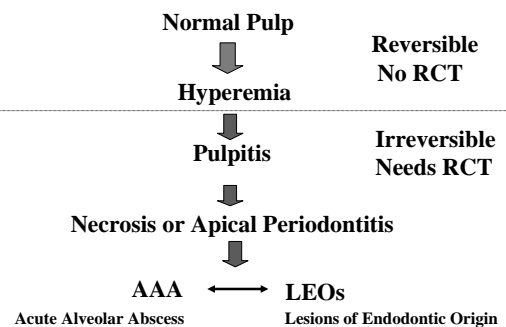 Normal Pulp
Reversible
No RCT
Hyperemia
Irreversible
Needs RCT
Pulpitis
Necrosis or Apical Periodontitis
AAA
LEOs
Acute Alveolar Abscess
Lesions of Endodontic Origin